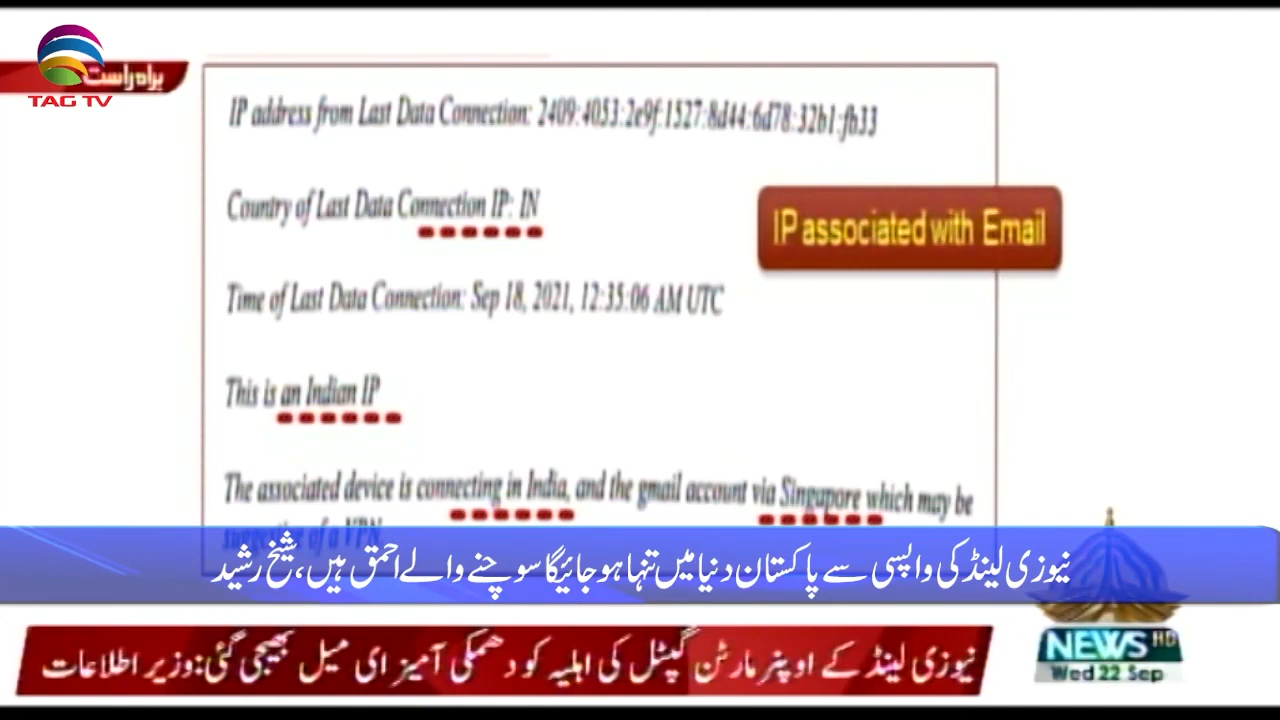 براہ راست
TAG TV
IP address from Last Data Connection: 2409:4053:2e9f:1527:8d44:6d78:32b1:fb33
Country of Last Data Connection IP: IN
IP associated with Email
Time of Last Data Connection: Sep 18, 2021, 12:35:06 AM UTC
This is an Indian IP
The associated device is connecting in India, and the gmail account via Singapore which may be
suggestive of a VPN
نیوزی لینڈ کی واپسی سے پاکستان دنیا میں تنہا ہو جائیگا سوچنے والے احمق ہیں، شیخ رشید
نیوزی لینڈ کے اوپنر مارٹن گپٹل کی اہلیہ کو دھمکی آمیز ای میل بھیجی گئی: وزیر اطلاعات
NEWS HD
Wed 22 Sep